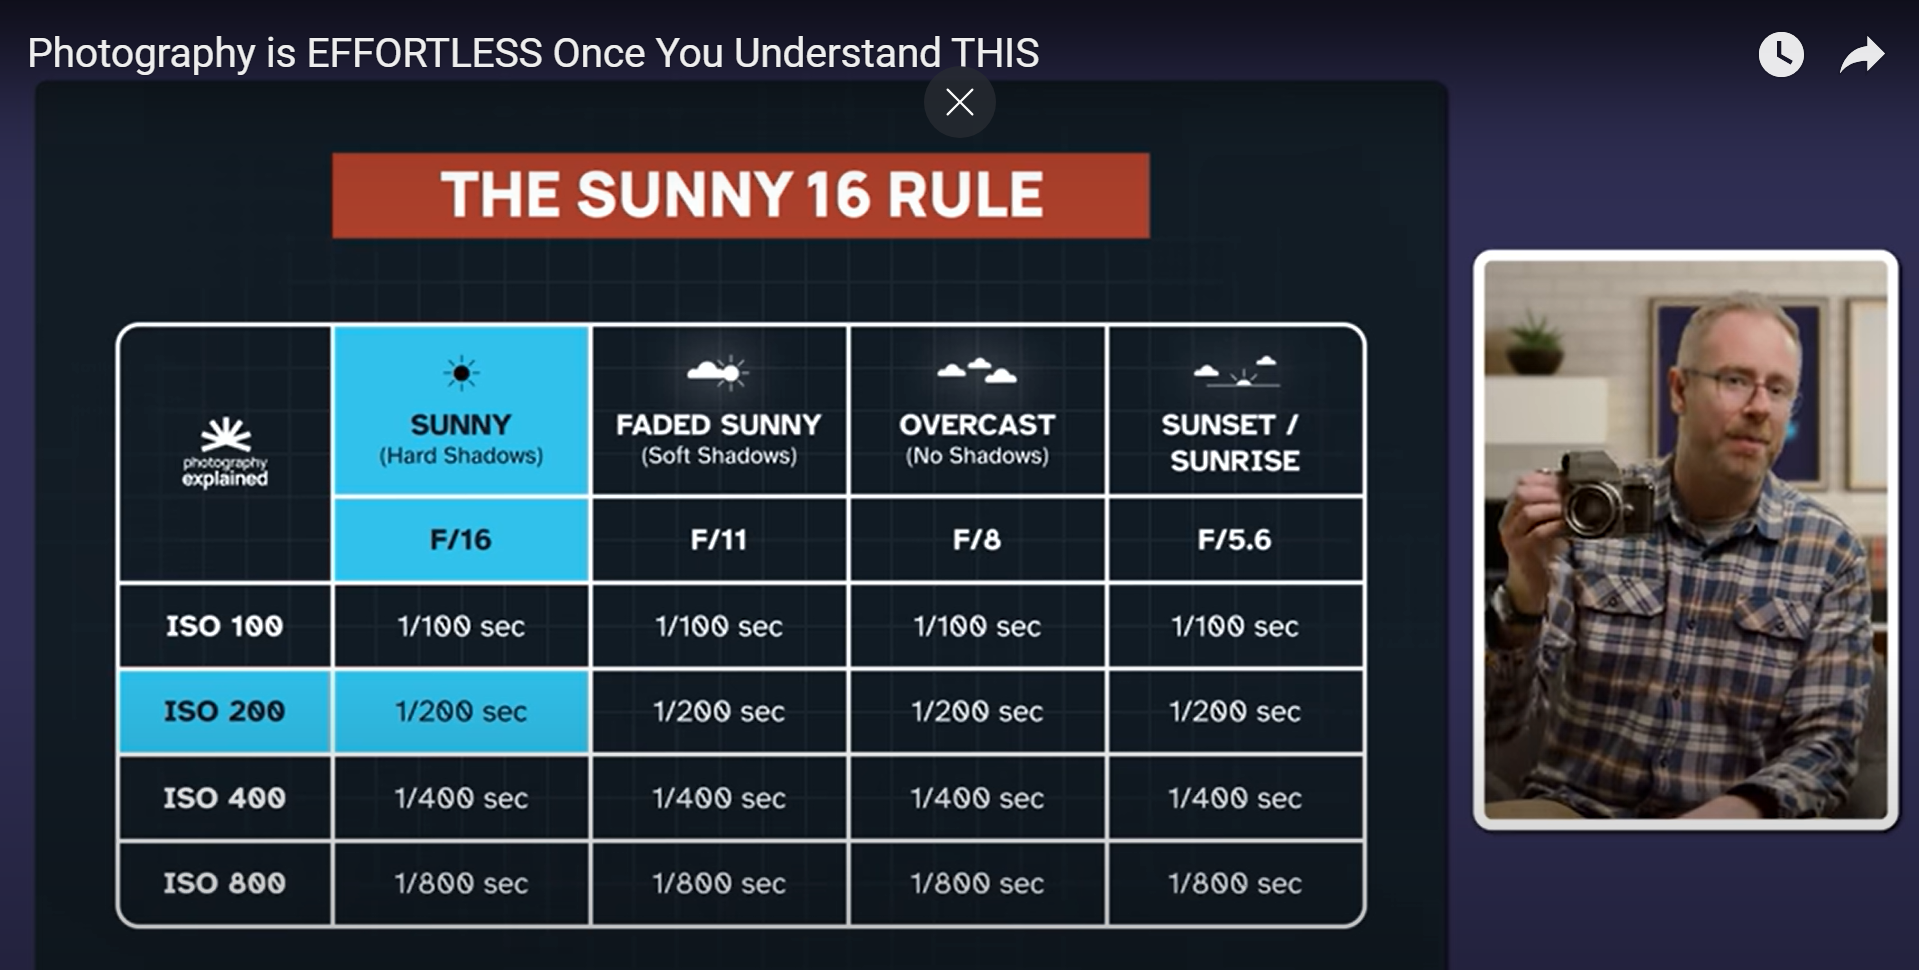 Photography is EFFORTLESS Once You Understand THIS
THE SUNNY 16 RULE
photography
explained
SUNNY
(Hard Shadows)
FADED SUNNY
(Soft Shadows)
OVERCAST
(No Shadows)
SUNSET /
SUNRISE
F/16 F/11 F/8 F/5.6
ISO 100 1/100 sec 1/100 sec 1/100 sec 1/100 sec
ISO 200 1/200 sec 1/200 sec 1/200 sec 1/200 sec
ISO 400 1/400 sec 1/400 sec 1/400 sec 1/400 sec
ISO 800 1/800 sec 1/800 sec 1/800 sec 1/800 sec